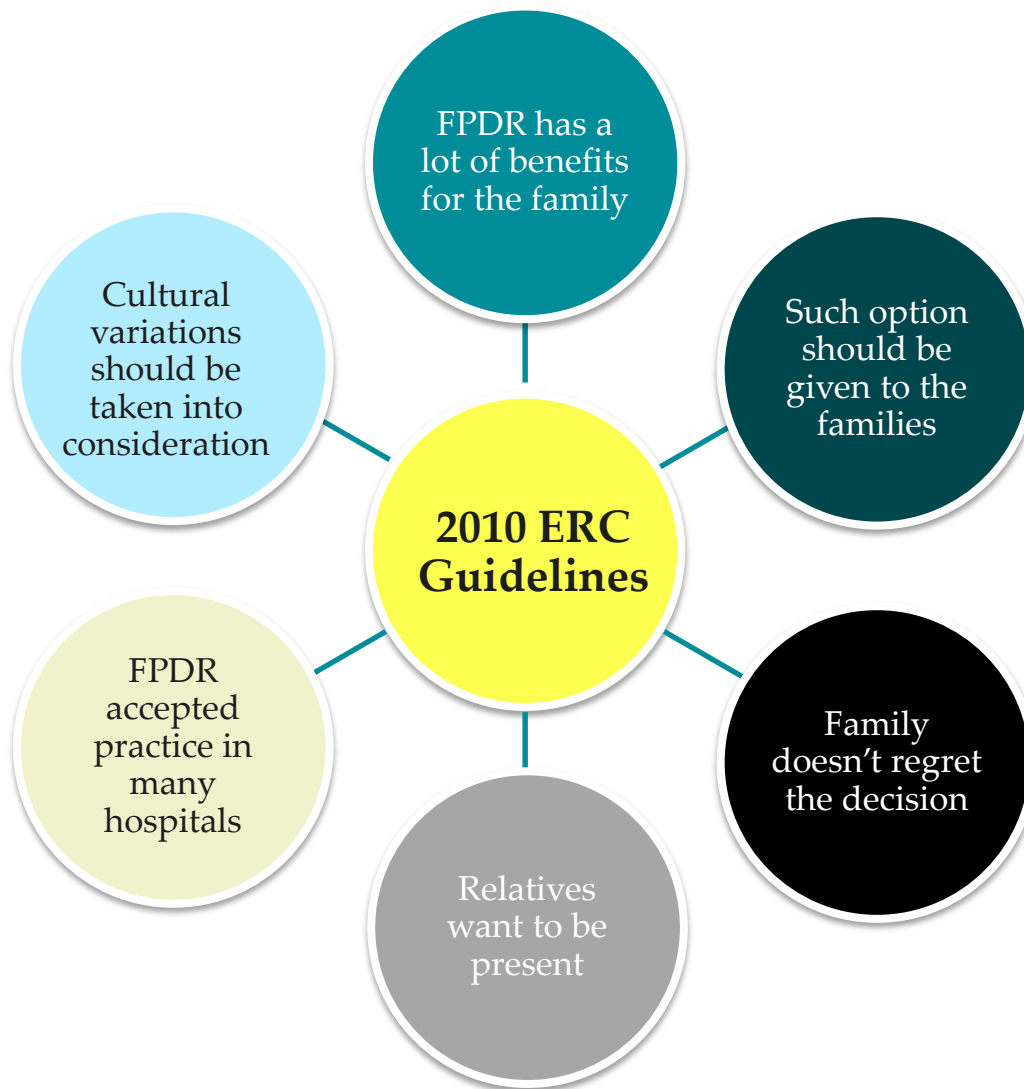 FPDR has a
lot of benefits
for the family
Such option
should be
given to the
families
Family
doesn’t regret
the decision
Relatives
want to be
present
FPDR
accepted
practice in
many
hospitals
Cultural
variations
should be
taken into
consideration
2010 ERC
Guidelines